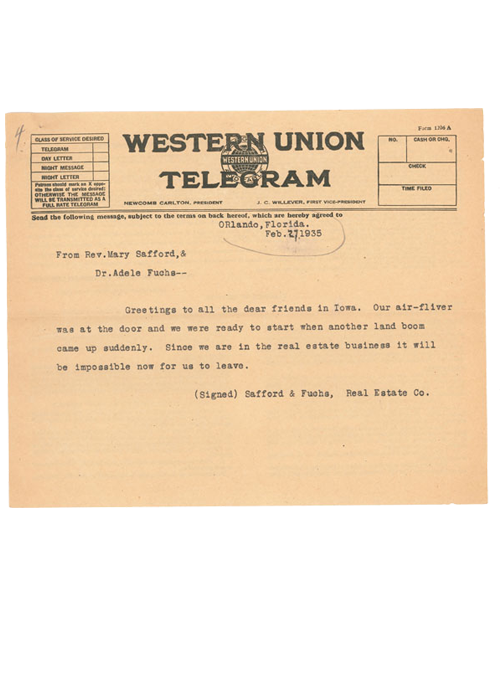 4.
Form 1206 A
CLASS OF SERVICE DESIRED
TELEGRAM
DAY LETTER
NIGHT MESSAGE
NIGHT LETTER
Patrons should mark an X oppo-
site the class of service desired;
OTHERWISE THE MESSAGE
WILL BE TRANSMITTED AS A
FULL RATE TELEGRAM
WESTERN UNION
WESTERN UNION
TELEGRAM
NEWCOMB CARLTON, PRESIDENT
J. C. WILLEVER, FIRST VICE-PRESIDENT
NO.
CASH OR CHG.
CHECK
TIME FILED
Send the following message, subject to the terms on back hereof, which are hereby agreed to
ORlando,Florida.
Feb. 1935
From Rev.Mary Safford,&
Dr.Adele Fuchs--
Greetings to all the dear friends in Iowa. Our air-fliver
was at the door and we were ready to start when another land boom
came up suddenly. Since we are in the real estate business it will
be impossible now for us to leave.
(Signed) Safford & Fuchs, Real Estate Co.